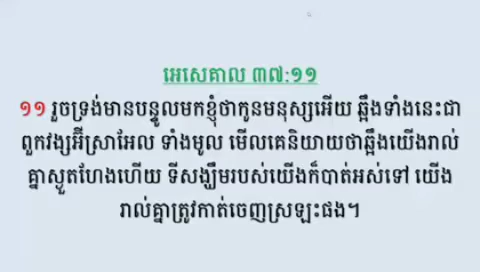 អេសេគាល ៣៧:១១
១១ រួចទ្រង់មានបន្ទូលមកខ្ញុំថាកូនមនុស្សអើយ ឆ្អឹងទាំងនេះជា
ពួកវង្សអ៊ីស្រាអែល ទាំងមូល មើលគេនិយាយថាឆ្អឹងយើងរាល់
គ្នាស្ងួតហែងហើយ ទីសង្ឃឹមរបស់យើងក៏បាត់អស់ទៅ យើង
រាល់គ្នាត្រូវកាត់ចេញស្រឡះផង។